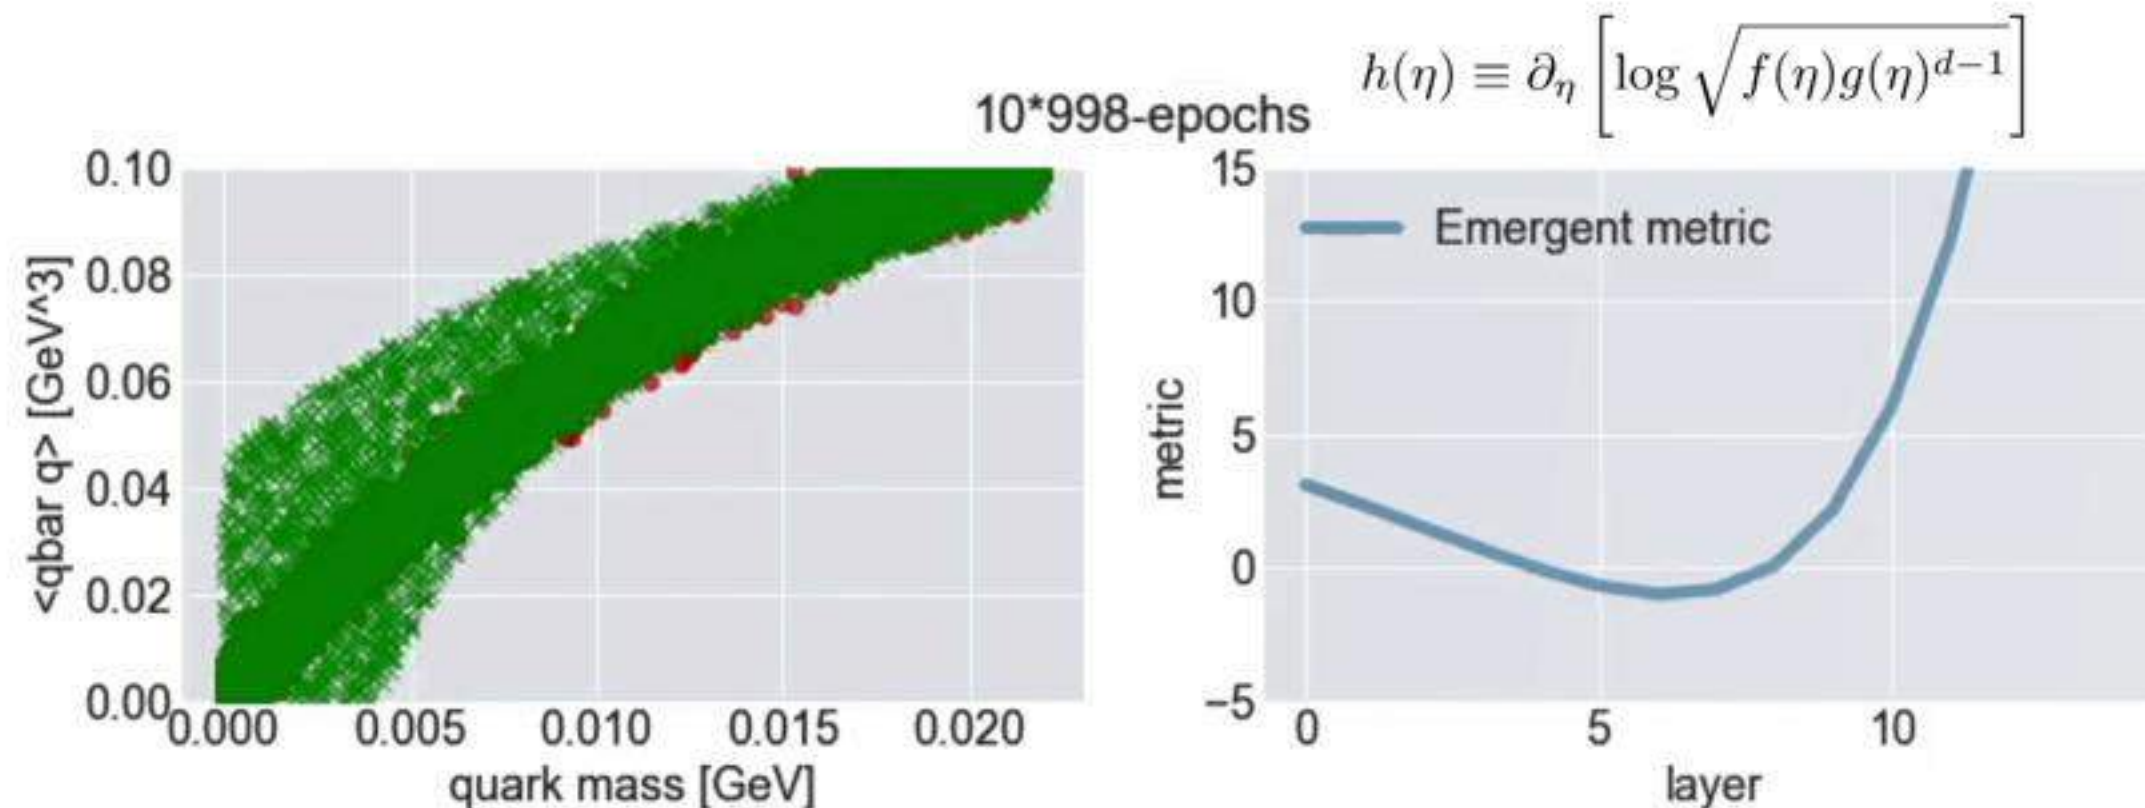 h(η) ≡ ∂_η [log √(f(η)g(η)^{d−1})]
10*998-epochs
<qbar q> [GeV^3]
0.10
0.08
0.06
0.04
0.02
0.00
0.000 0.005 0.010 0.015 0.020
quark mass [GeV]
Emergent metric
metric
15
10
5
0
−5
0 5 10
layer